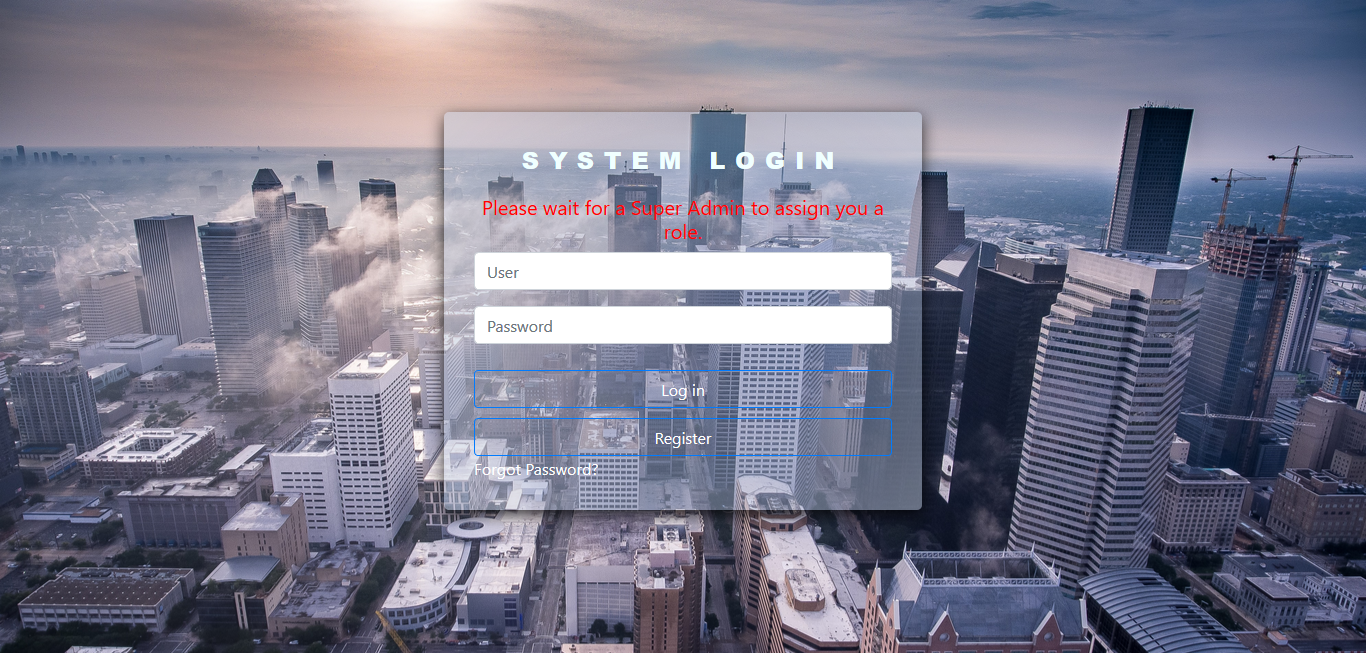 SYSTEM LOGIN
Please wait for a Super Admin to assign you a
role.
User
Password
Log in
Register
Forgot Password?